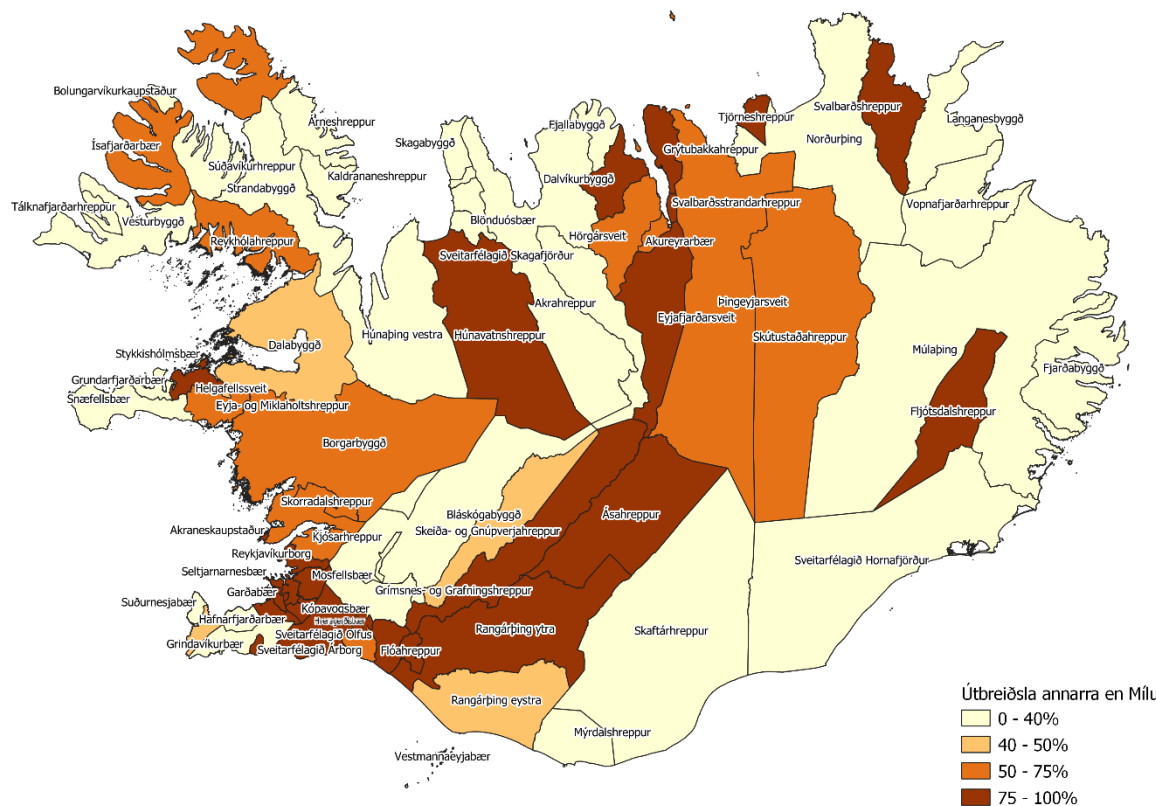 Bolungarvíkurkaupstaður
Ísafjarðarbær
Árneshreppur
Súðavíkurhreppur
Strandabyggð
Kaldrananeshreppur
Tálknafjarðarhreppur
Vesturbyggð
Reykhólahreppur
Skagabyggð
Fjallabyggð
Dalvíkurbyggð
Blönduósbær
Hörgársveit
Sveitarfélagið Skagafjörður
Akureyrarbær
Akrahreppur
Húnaþing vestra
Húnavatnshreppur
Eyjafjarðarsveit
Grýtubakkahreppur
Tjörneshreppur
Svalbarðshreppur
Norðurþing
Langanesbyggð
Svalbarðsstrandarhreppur
Vopnafjarðarhreppur
Þingeyjarsveit
Skútustaðahreppur
Múlaþing
Fjarðabyggð
Fljótsdalshreppur
Dalabyggð
Stykkishólmsbær
Grundarfjarðarbær
Helgafellssveit
Snæfellsbær
Eyja- og Miklaholtshreppur
Borgarbyggð
Skorradalshreppur
Akraneskaupstaður
Kjósarhreppur
Reykjavíkurborg
Bláskógabyggð
Skeiða- og Gnúpverjahreppur
Ásahreppur
Seltjarnarnesbær
Mosfellsbær
Garðabær
Grímsnes- og Grafningshreppur
Suðurnesjabær
Kópavogsbær
Hafnarfjarðarbær
Hveragerðisbær
Grindavíkurbær
Sveitarfélagið Ölfus
Sveitarfélagið Árborg
Flóahreppur
Rangárþing ytra
Skaftárhreppur
Sveitarfélagið Hornafjörður
Rangárþing eystra
Mýrdalshreppur
Vestmannaeyjabær
Útbreiðsla annarra en Mílu
0 - 40%
40 - 50%
50 - 75%
75 - 100%